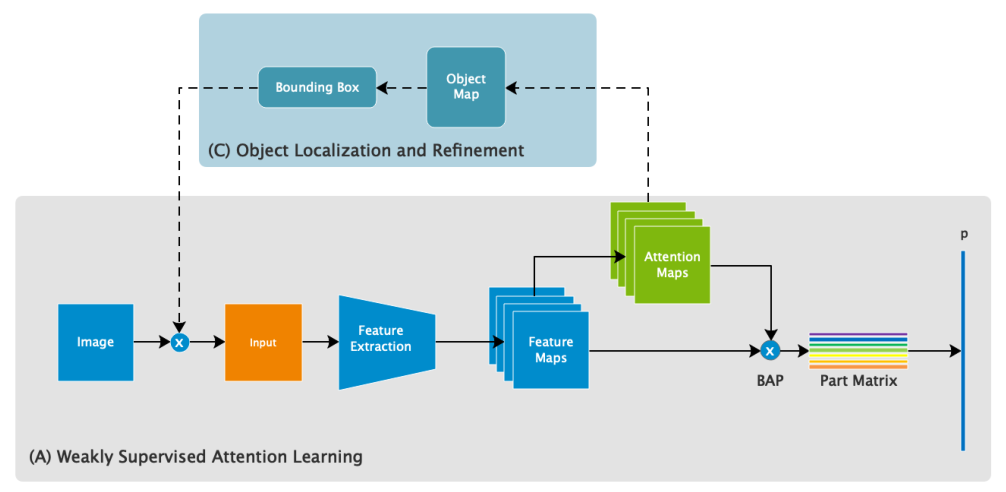 Bounding Box
Object
Map
(C) Object Localization and Refinement
p
Attention
Maps
Image
x
Input
Feature
Extraction
Feature
Maps
x
BAP
Part Matrix
(A) Weakly Supervised Attention Learning